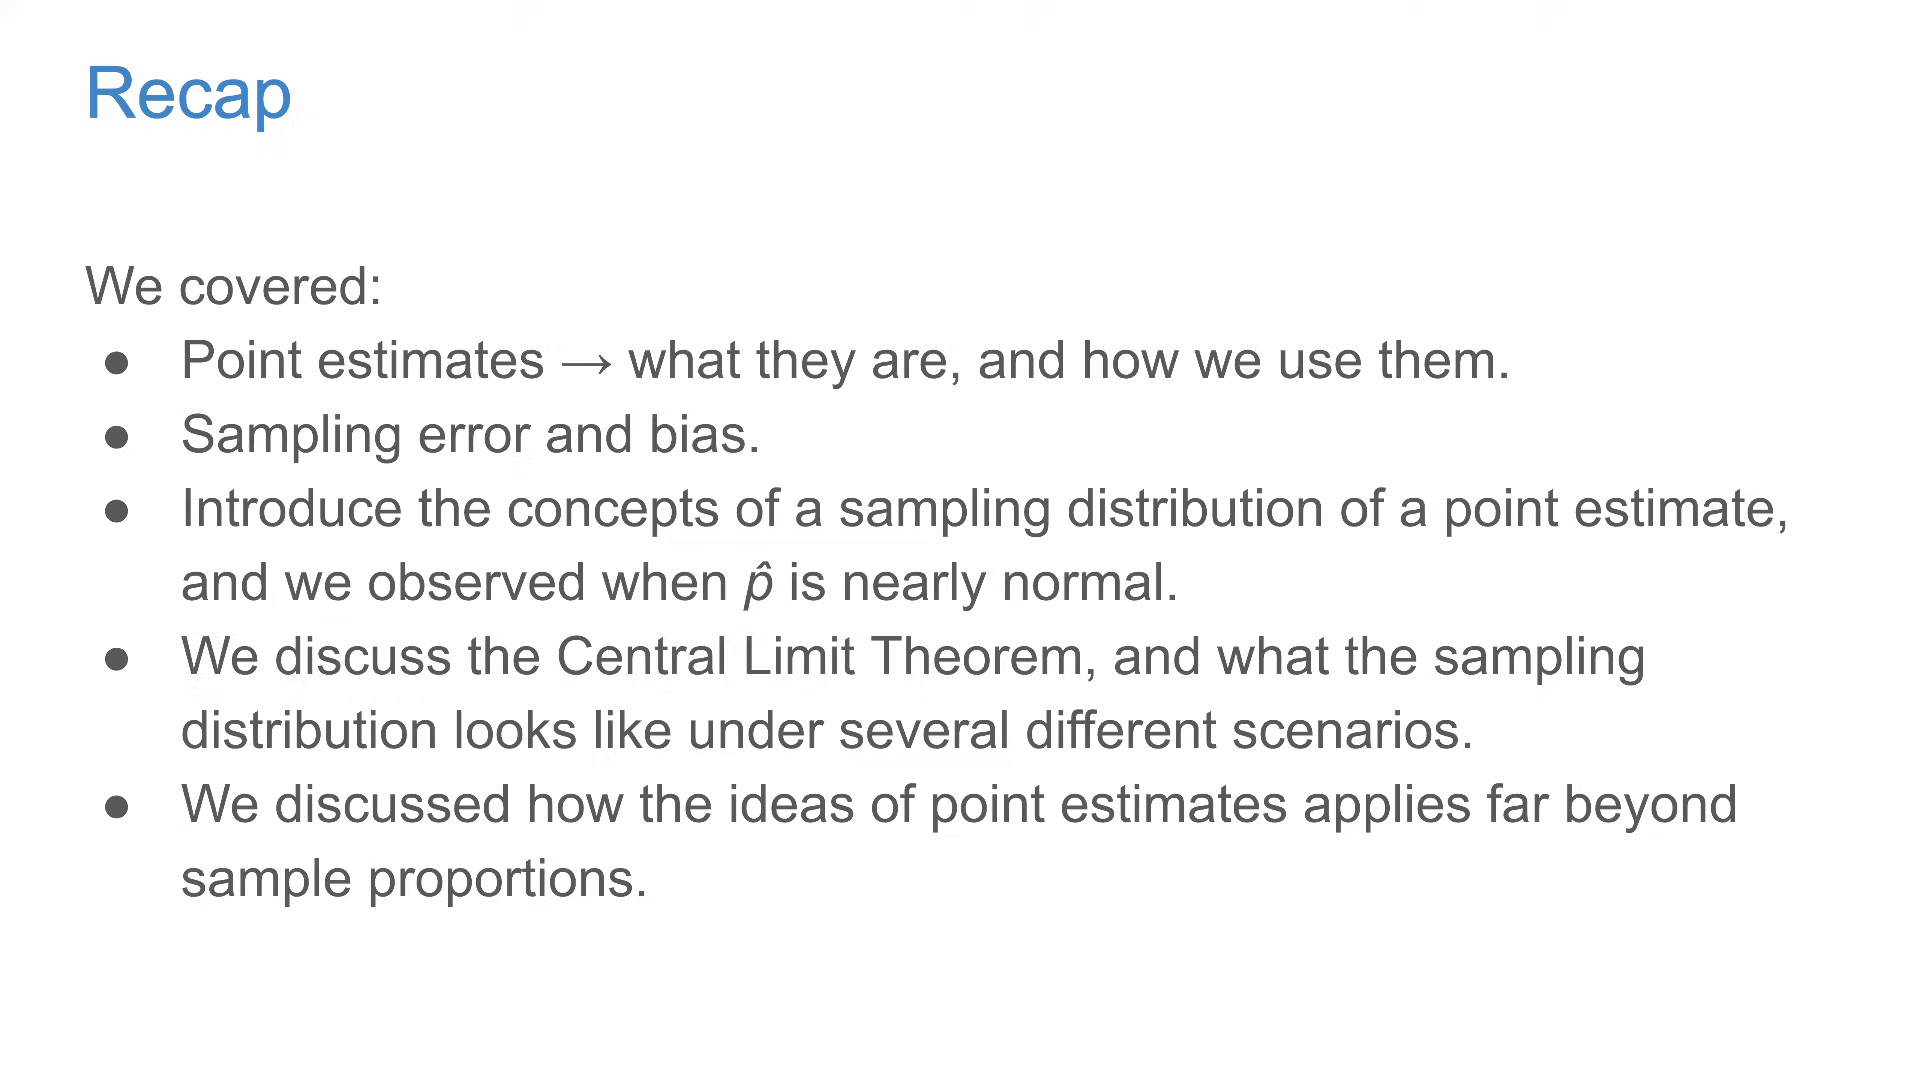 Recap
We covered:
● Point estimates → what they are, and how we use them.
● Sampling error and bias.
● Introduce the concepts of a sampling distribution of a point estimate,
and we observed when p̂ is nearly normal.
● We discuss the Central Limit Theorem, and what the sampling
distribution looks like under several different scenarios.
● We discussed how the ideas of point estimates applies far beyond
sample proportions.